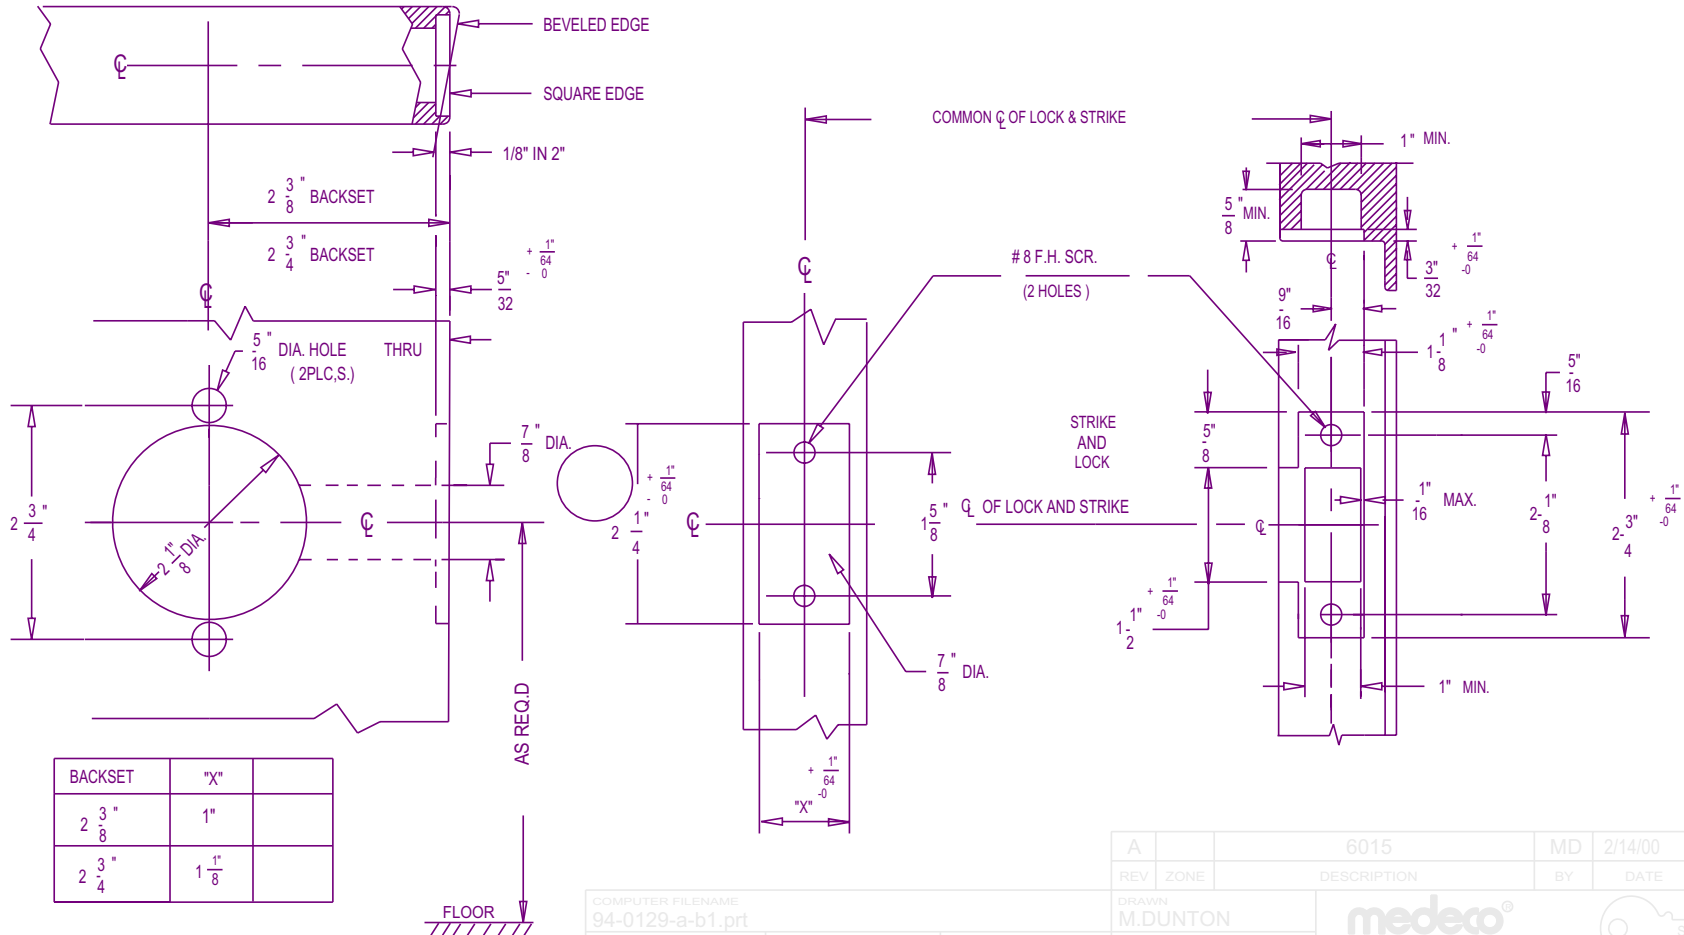 BEVELED EDGE
SQUARE EDGE
℄
1/8" IN 2"
2 3/8" BACKSET
2 3/4" BACKSET
5"/32 + 1"/64 - 0
℄
5/16" DIA. HOLE THRU
( 2PLC,S.)
2 3/4"
2 1"/8 DIA.
℄
7/8" DIA.
AS REQ.D
FLOOR
COMMON ℄ OF LOCK & STRIKE
℄
# 8 F.H. SCR.
(2 HOLES )
2 1/4" + 1"/64 - 0
℄
1 5/8"
℄ OF LOCK AND STRIKE
7/8" DIA.
"X" + 1"/64 -0
STRIKE
AND
LOCK
1" MIN.
5/8" MIN.
℄
3"/32 + 1"/64 -0
9"-16
1-1/8" + 1"/64 -0
5"-16
5"-8
1"-16 MAX.
℄
2-1"/8
2-3"/4 + 1"/64 -0
1-1"/2 + 1"/64 -0
1" MIN.
BACKSET "X"
2 3/8" 1"
2 3/4" 1 1"/8
A 6015 MD 2/14/00
REV ZONE DESCRIPTION BY DATE
COMPUTER FILENAME
94-0129-a-b1.prt
DRAWN
M.DUNTON
medeco®